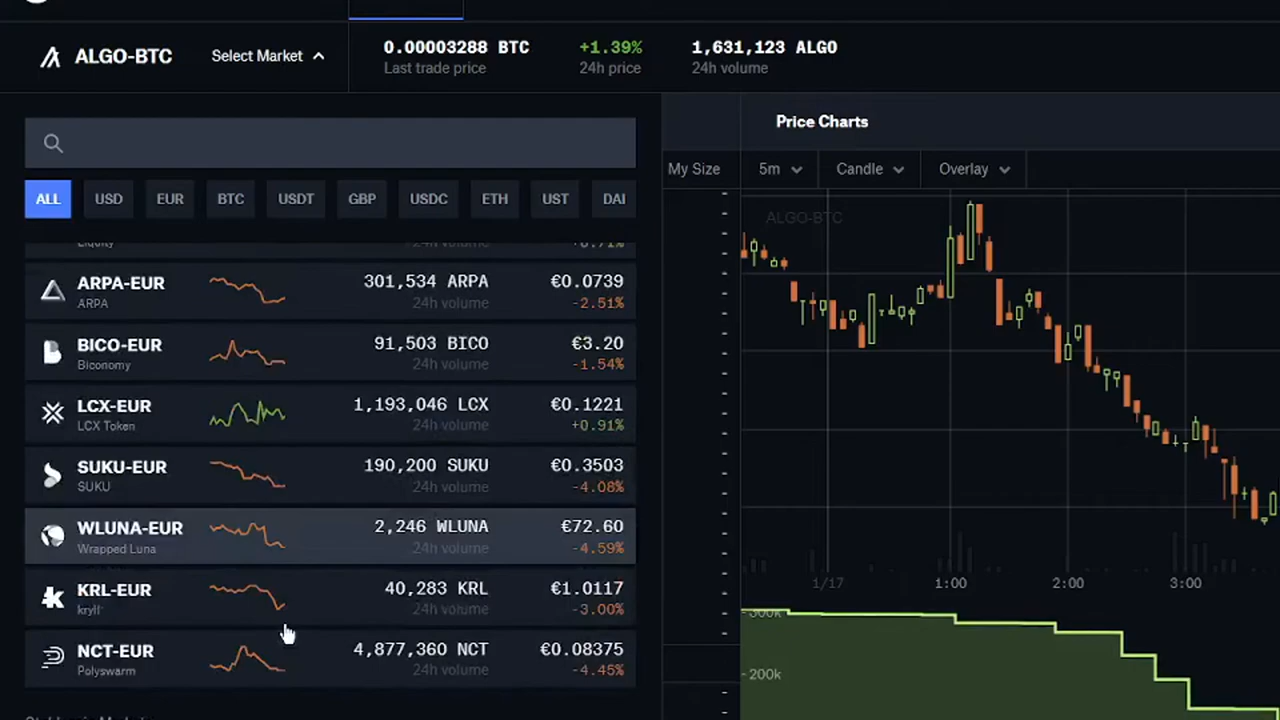 ALGO-BTC
Select Market
0.00003288 BTC
Last trade price
+1.39%
24h price
1,631,123 ALGO
24h volume
ALL USD EUR BTC USDT GBP USDC ETH UST DAI
Liquity +0.71%
ARPA-EUR 301,534 ARPA €0.0739
ARPA 24h volume -2.51%
BICO-EUR 91,503 BICO €3.20
Biconomy 24h volume -1.54%
LCX-EUR 1,193,046 LCX €0.1221
LCX Token 24h volume +0.91%
SUKU-EUR 190,200 SUKU €0.3503
SUKU 24h volume -4.08%
WLUNA-EUR 2,246 WLUNA €72.60
Wrapped Luna 24h volume -4.59%
KRL-EUR 40,283 KRL €1.0117
kryll 24h volume -3.00%
NCT-EUR 4,877,360 NCT €0.08375
Polyswarm 24h volume -4.45%
My Size
Price Charts
5m Candle Overlay
ALGO-BTC
1/17 1:00 2:00 3:00
300k
200k